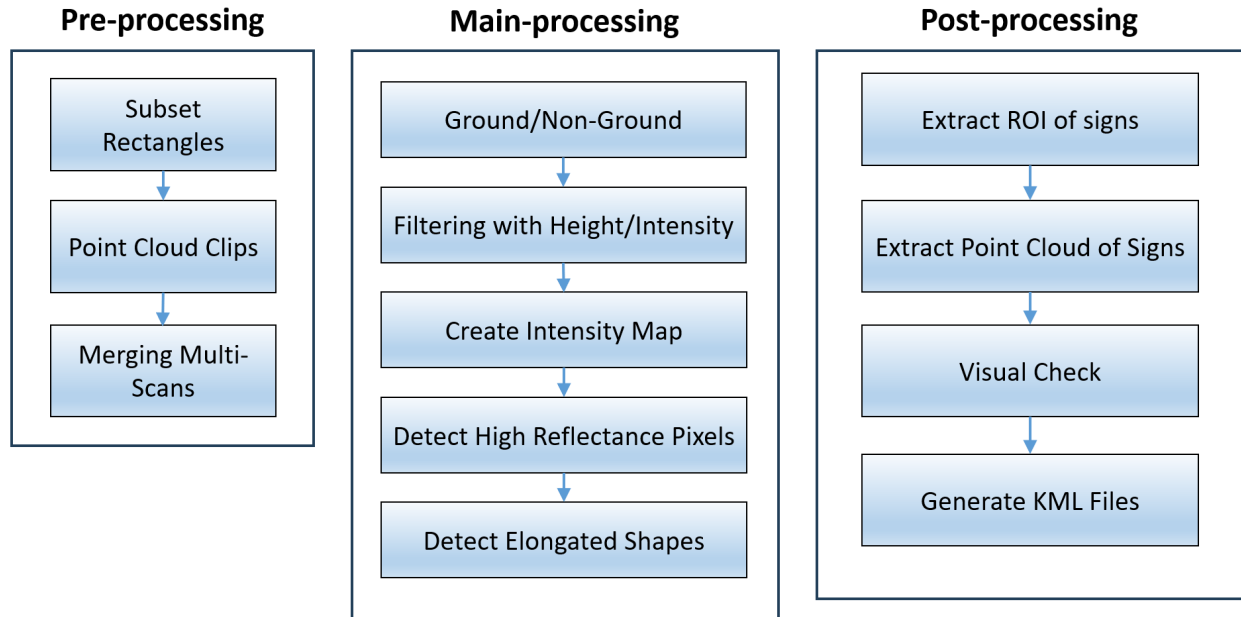 Pre-processing
Subset
Rectangles
Point Cloud Clips
Merging Multi-
Scans
Main-processing
Ground/Non-Ground
Filtering with Height/Intensity
Create Intensity Map
Detect High Reflectance Pixels
Detect Elongated Shapes
Post-processing
Extract ROI of signs
Extract Point Cloud of Signs
Visual Check
Generate KML Files